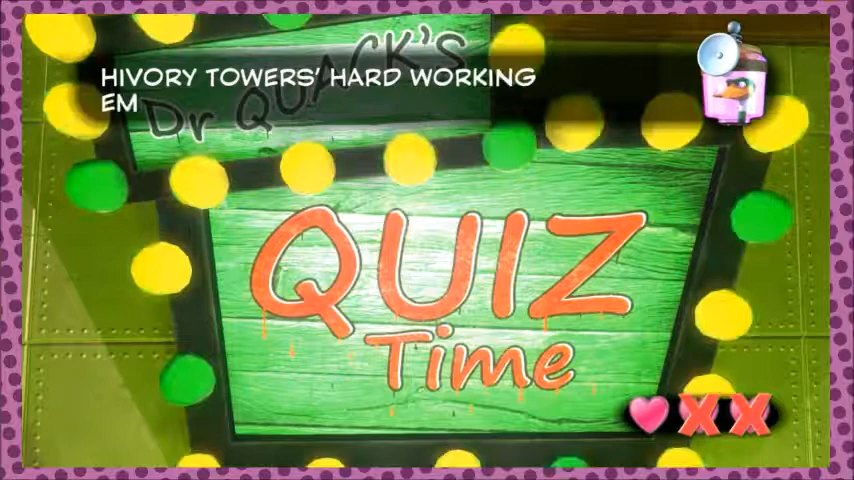 HIVORY TOWERS' HARD WORKING
EM
Dr QUACK'S
QUIZ
Time